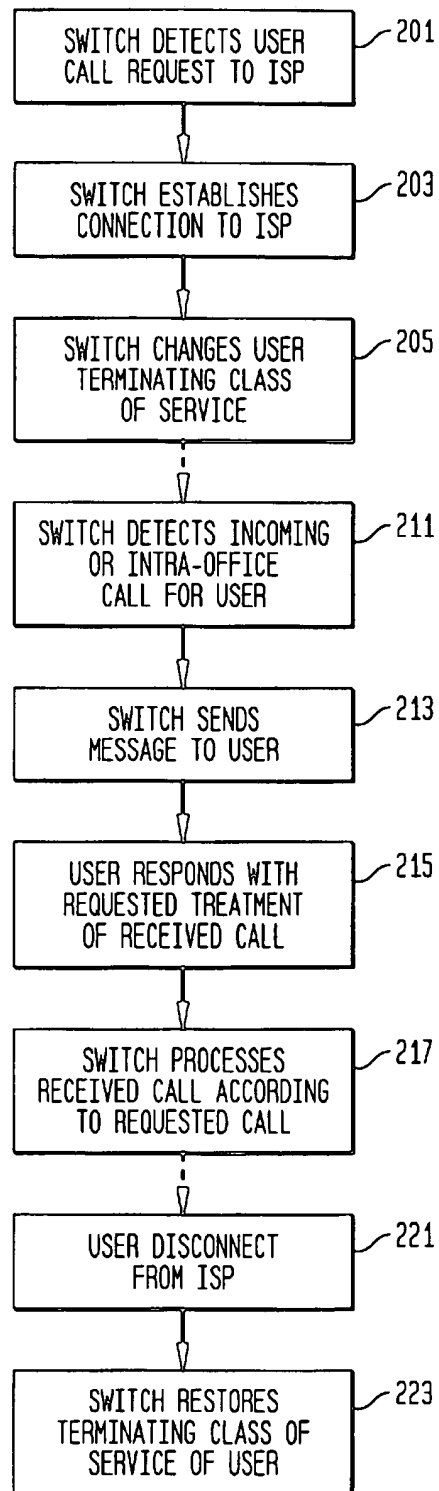 SWITCH DETECTS USER
CALL REQUEST TO ISP
201
SWITCH ESTABLISHES
CONNECTION TO ISP
203
SWITCH CHANGES USER
TERMINATING CLASS
OF SERVICE
205
SWITCH DETECTS INCOMING
OR INTRA-OFFICE
CALL FOR USER
211
SWITCH SENDS
MESSAGE TO USER
213
USER RESPONDS WITH
REQUESTED TREATMENT
OF RECEIVED CALL
215
SWITCH PROCESSES
RECEIVED CALL ACCORDING
TO REQUESTED CALL
217
USER DISCONNECT
FROM ISP
221
SWITCH RESTORES
TERMINATING CLASS OF
SERVICE OF USER
223